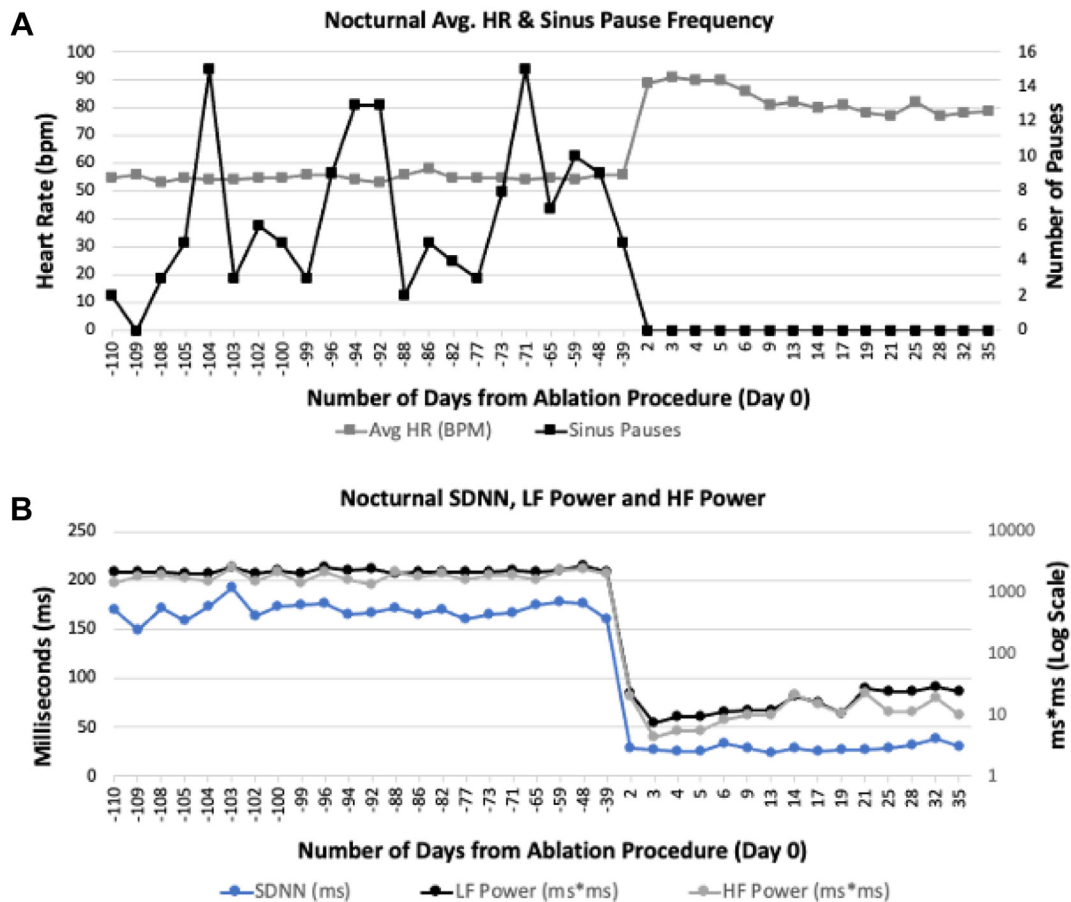 A
Nocturnal Avg. HR & Sinus Pause Frequency
Heart Rate (bpm)
100
90
80
70
60
50
40
30
20
10
0
16
14
12
10
8
6
4
2
0
Number of Pauses
-110 -109 -108 -105 -104 -103 -102 -100 -99 -96 -94 -92 -88 -86 -82 -77 -73 -71 -65 -59 -48 -39 2 3 4 5 6 9 13 14 17 19 21 25 28 32 35
Number of Days from Ablation Procedure (Day 0)
Avg HR (BPM) Sinus Pauses
B
Nocturnal SDNN, LF Power and HF Power
Milliseconds (ms)
250
200
150
100
50
0
10000
1000
100
10
1
ms*ms (Log Scale)
-110 -109 -108 -105 -104 -103 -102 -100 -99 -96 -94 -92 -88 -86 -82 -77 -73 -71 -65 -59 -48 -39 2 3 4 5 6 9 13 14 17 19 21 25 28 32 35
Number of Days from Ablation Procedure (Day 0)
SDNN (ms) LF Power (ms*ms) HF Power (ms*ms)